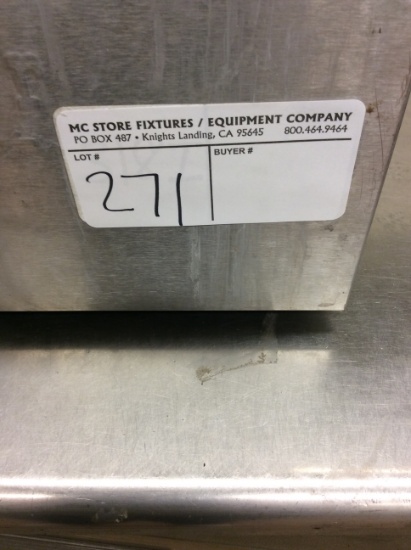 MC STORE FIXTURES / EQUIPMENT COMPANY
PO BOX 487 • Knights Landing, CA 95645 800.464.9464
LOT # BUYER #
271